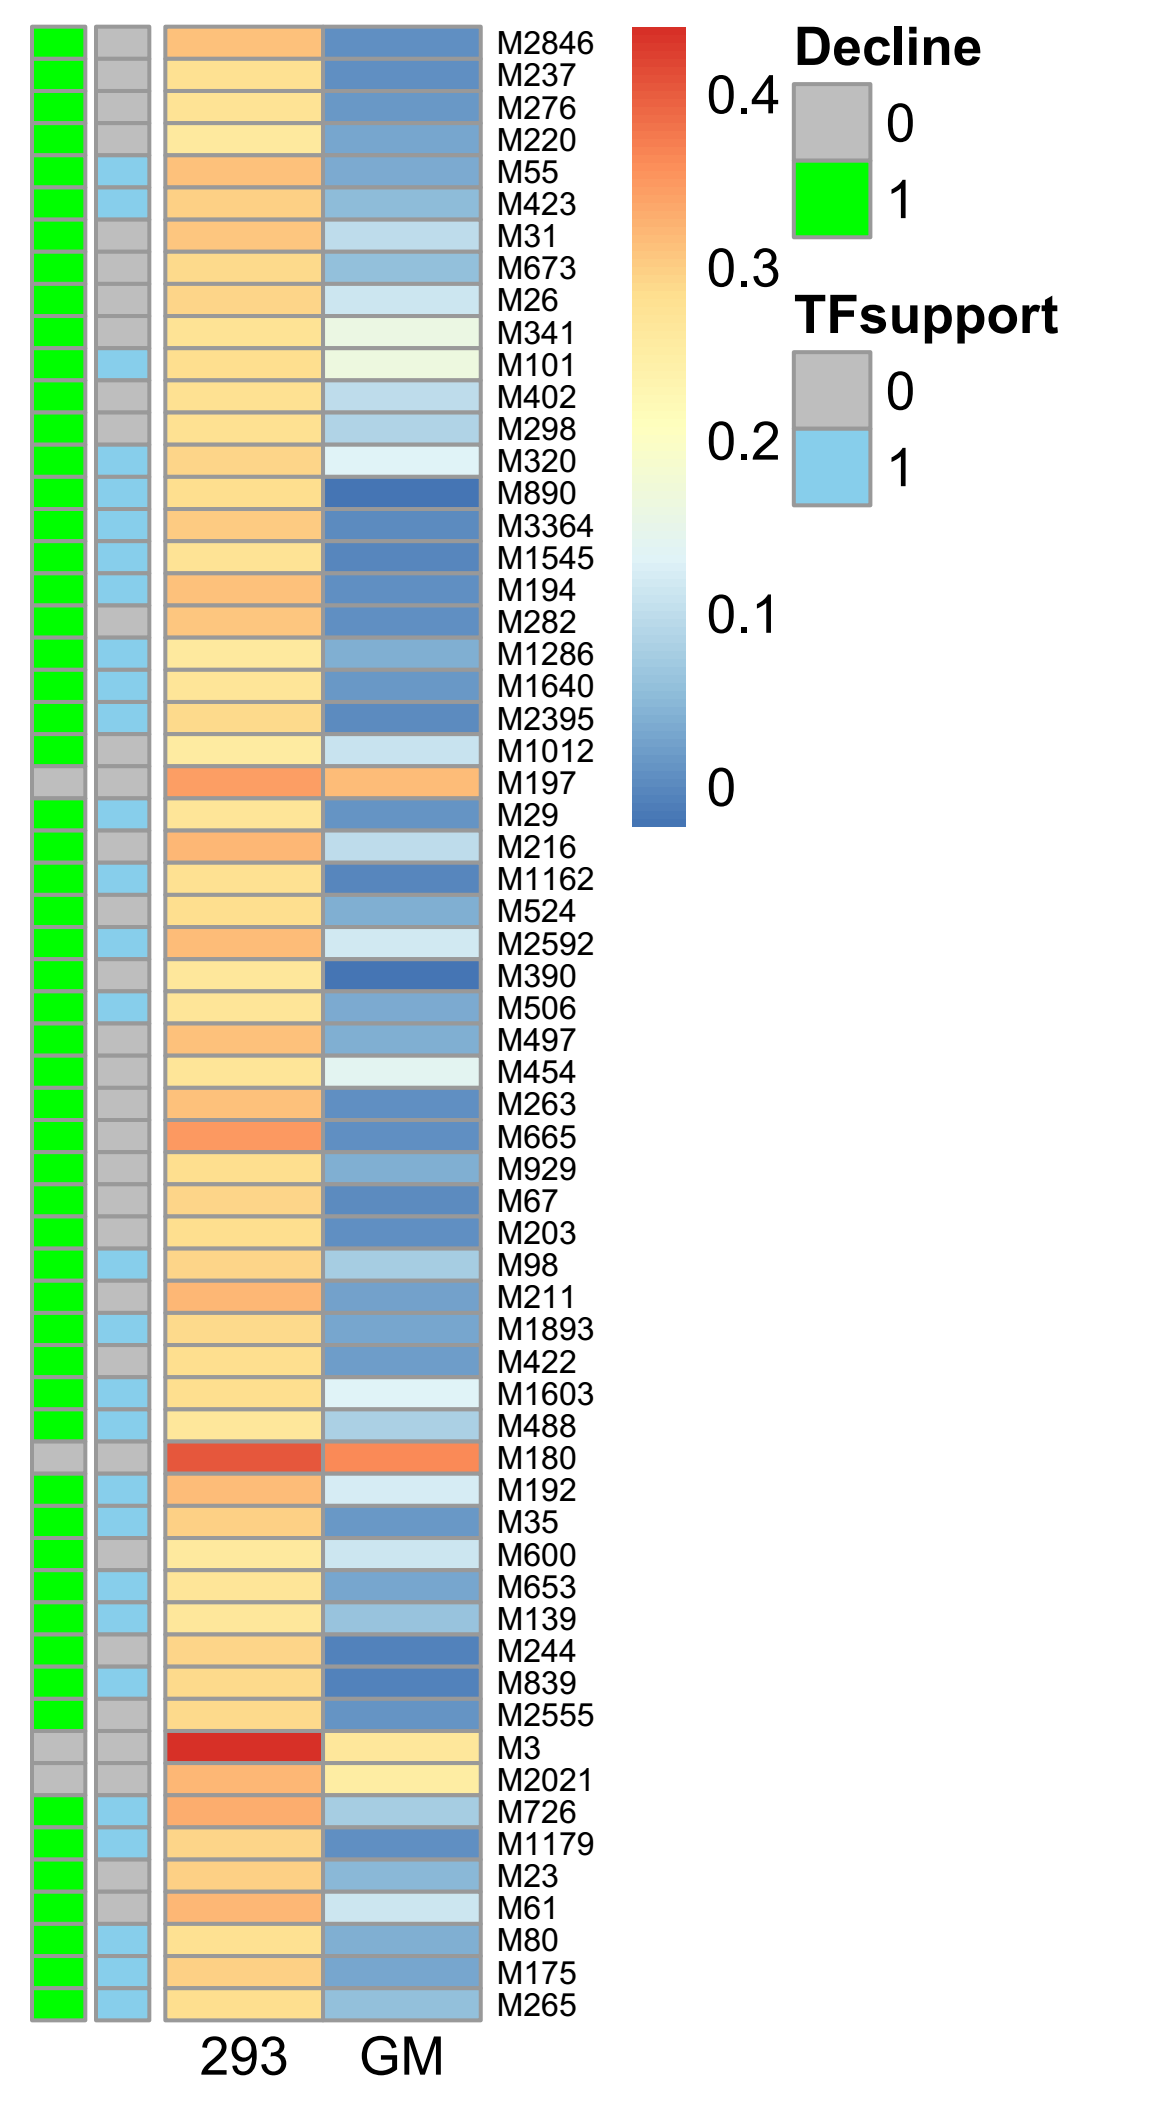 M2846
M237
M276
M220
M55
M423
M31
M673
M26
M341
M101
M402
M298
M320
M890
M3364
M1545
M194
M282
M1286
M1640
M2395
M1012
M197
M29
M216
M1162
M524
M2592
M390
M506
M497
M454
M263
M665
M929
M67
M203
M98
M211
M1893
M422
M1603
M488
M180
M192
M35
M600
M653
M139
M244
M839
M2555
M3
M2021
M726
M1179
M23
M61
M80
M175
M265
293 GM
0.4
0.3
0.2
0.1
0
Decline
0
1
TFsupport
0
1